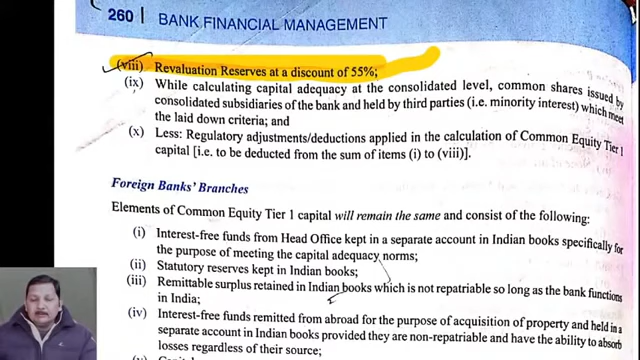 260 | BANK FINANCIAL MANAGEMENT
(viii) Revaluation Reserves at a discount of 55%;
(ix) While calculating capital adequacy at the consolidated level, common shares issued by
consolidated subsidiaries of the bank and held by third parties (i.e. minority interest) which meet
the laid down criteria; and
(x) Less: Regulatory adjustments/deductions applied in the calculation of Common Equity Tier 1
capital [i.e. to be deducted from the sum of items (i) to (viii)].
Foreign Banks' Branches
Elements of Common Equity Tier 1 capital will remain the same and consist of the following:
(i) Interest-free funds from Head Office kept in a separate account in Indian books specifically for
the purpose of meeting the capital adequacy norms;
(ii) Statutory reserves kept in Indian books;
(iii) Remittable surplus retained in Indian books which is not repatriable so long as the bank functions
in India;
(iv) Interest-free funds remitted from abroad for the purpose of acquisition of property and held in a
separate account in Indian books provided they are non-repatriable and have the ability to absorb
losses regardless of their source;